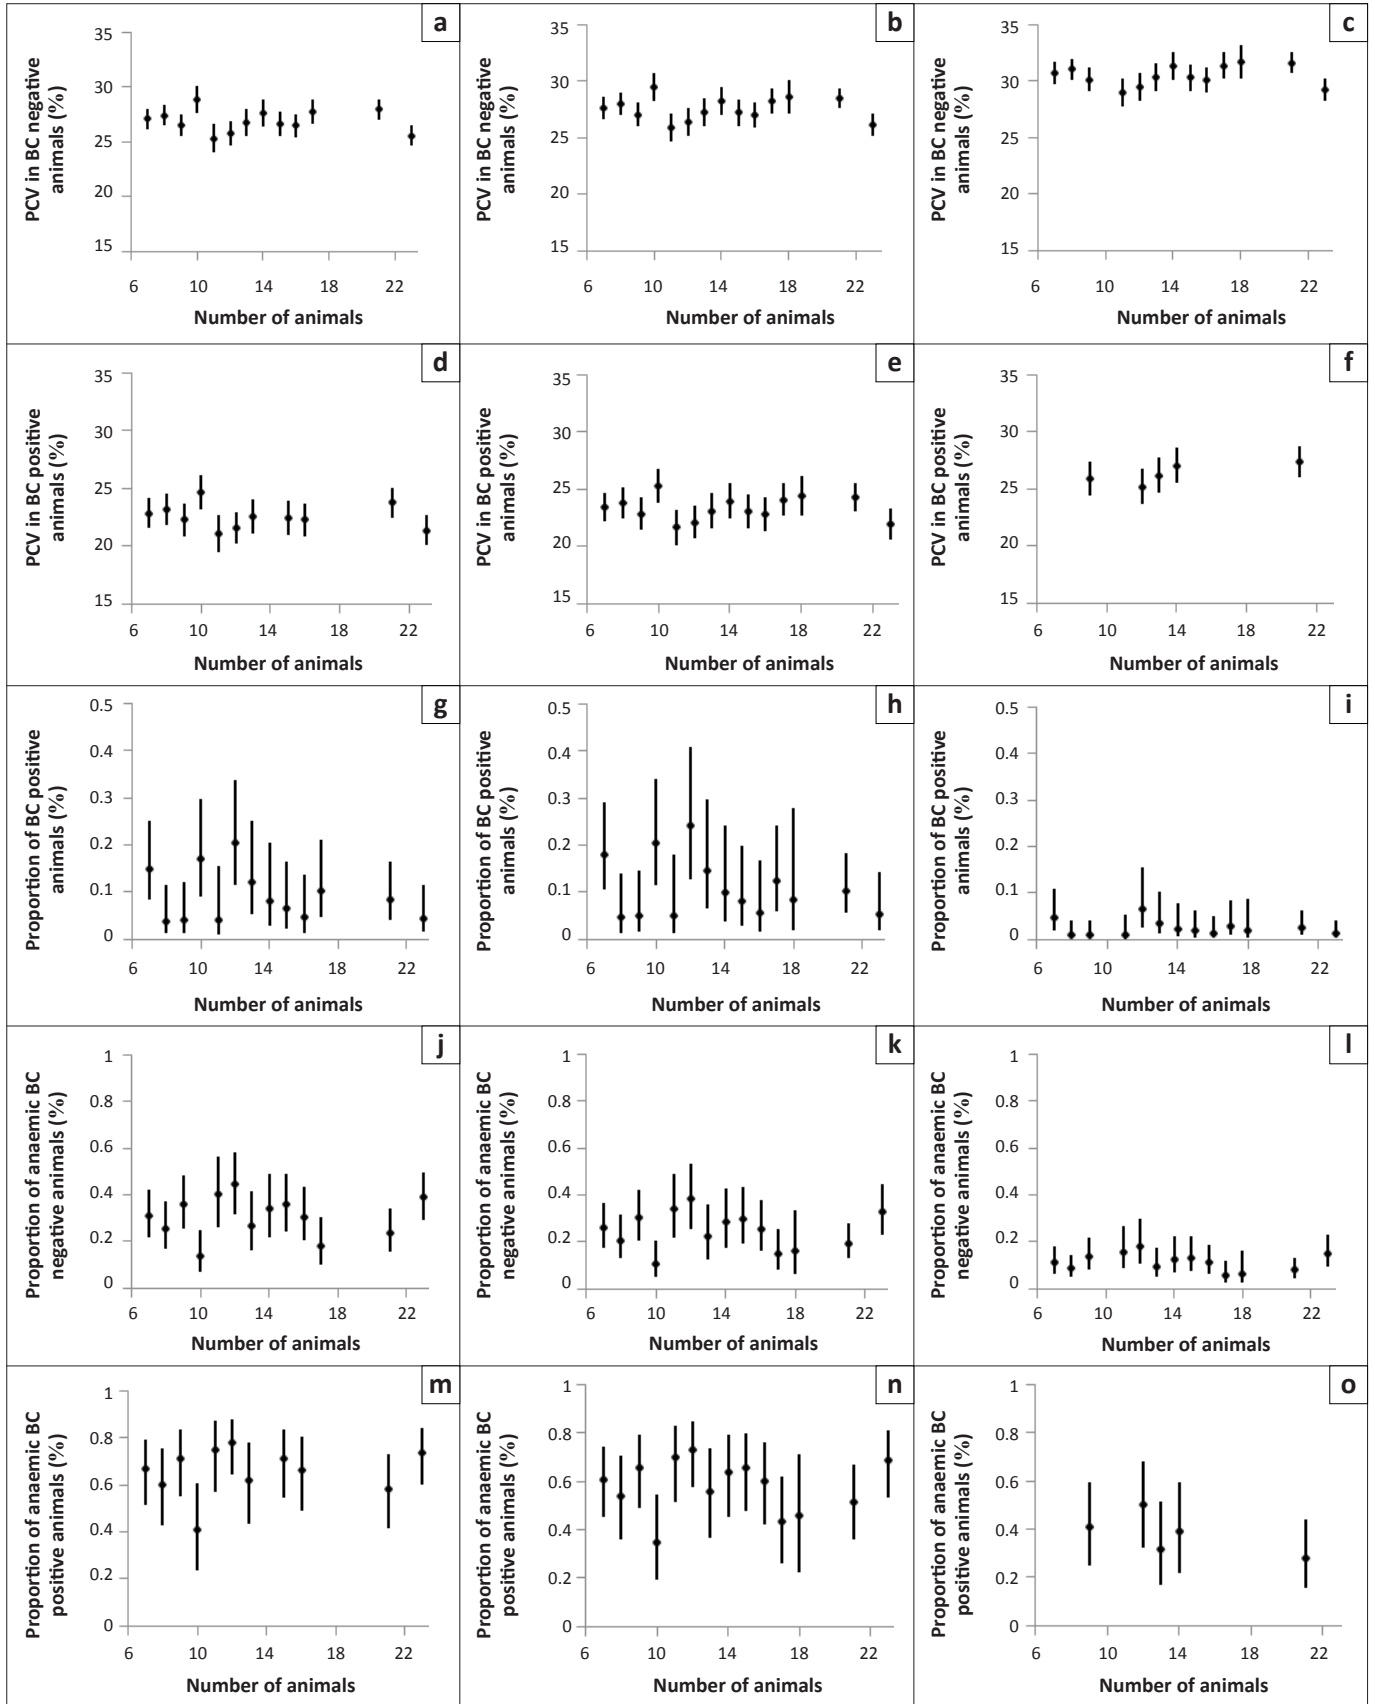 a
PCV in BC negative
animals (%)
35
30
25
20
15
6 10 14 18 22
Number of animals
b
PCV in BC negative
animals (%)
35
30
25
20
15
6 10 14 18 22
Number of animals
c
PCV in BC negative
animals (%)
35
30
25
20
15
6 10 14 18 22
Number of animals
d
PCV in BC positive
animals (%)
35
30
25
20
15
6 10 14 18 22
Number of animals
e
PCV in BC positive
animals (%)
35
30
25
20
15
6 10 14 18 22
Number of animals
f
PCV in BC positive
animals (%)
35
30
25
20
15
6 10 14 18 22
Number of animals
g
Proportion of BC positive
animals (%)
0.5
0.4
0.3
0.2
0.1
0
6 10 14 18 22
Number of animals
h
Proportion of BC positive
animals (%)
0.5
0.4
0.3
0.2
0.1
0
6 10 14 18 22
Number of animals
i
Proportion of BC positive
animals (%)
0.5
0.4
0.3
0.2
0.1
0
6 10 14 18 22
Number of animals
j
Proportion of anaemic BC
negative animals (%)
1
0.8
0.6
0.4
0.2
0
6 10 14 18 22
Number of animals
k
Proportion of anaemic BC
negative animals (%)
1
0.8
0.6
0.4
0.2
0
6 10 14 18 22
Number of animals
l
Proportion of anaemic BC
negative animals (%)
1
0.8
0.6
0.4
0.2
0
6 10 14 18 22
Number of animals
m
Proportion of anaemic BC
positive animals (%)
1
0.8
0.6
0.4
0.2
0
6 10 14 18 22
Number of animals
n
Proportion of anaemic BC
positive animals (%)
1
0.8
0.6
0.4
0.2
0
6 10 14 18 22
Number of animals
o
Proportion of anaemic BC
positive animals (%)
1
0.8
0.6
0.4
0.2
0
6 10 14 18 22
Number of animals